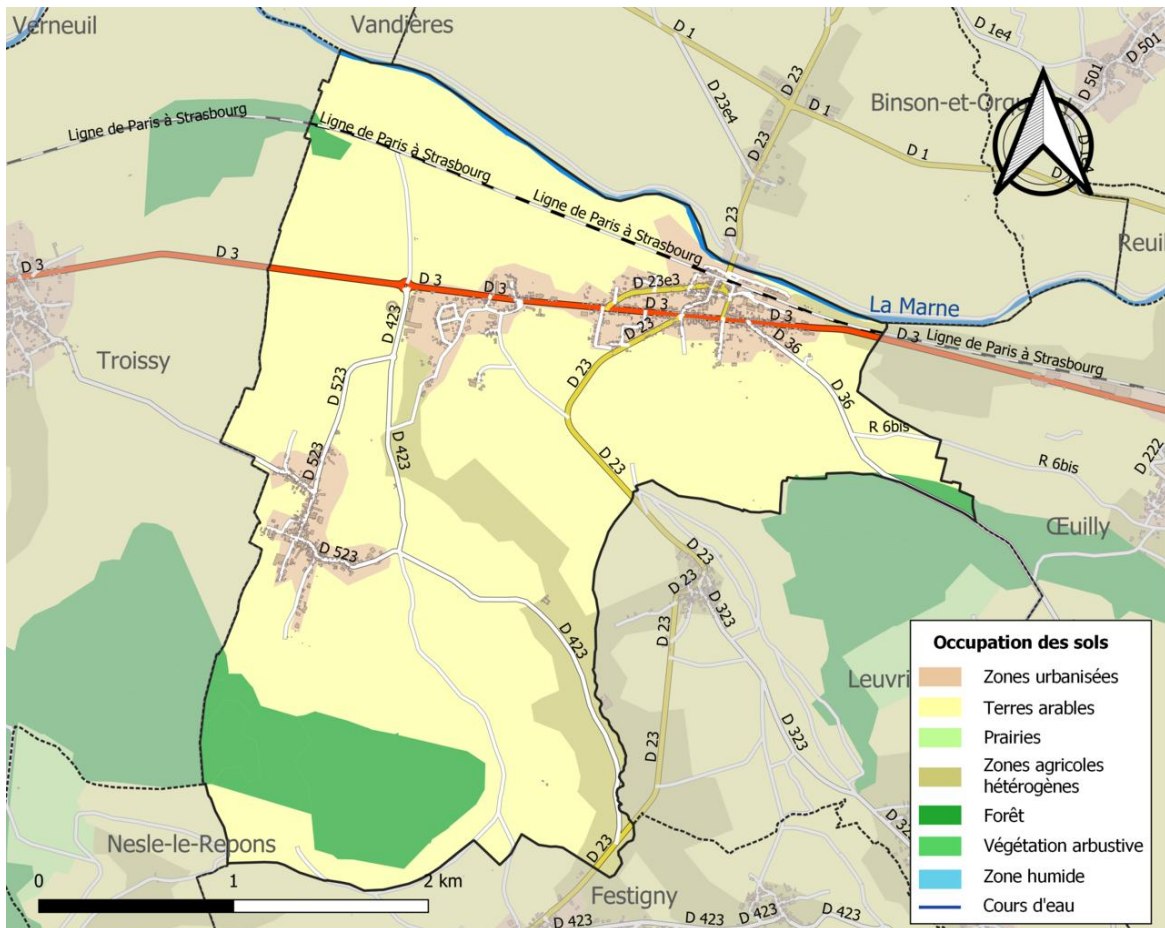 Verneuil
Vandières
D 1
D 1e4
D 501
D 501
D 23
D 23e4
Binson-et-Or
D 1
Ligne de Paris à Strasbourg
Ligne de Paris à Strasbourg
D 23
D 1
Ligne de Paris à Strasbourg
D 23
Reuil
D 3
D 3
D 3
D 3
D 23e3
D 3
La Marne
D 3
D 3
Ligne de Paris à Strasbourg
D 423
D 23
D 36
Troissy
D 523
D 23
D 36
R 6bis
D 423
R 6bis
D 222
D 523
D 23
Œuilly
D 523
D 23
D 23
D 323
D 423
D 23
Leuvri
D 323
D 23
D 32
Nesle-le-Repons
D 23
Festigny
D 423
D 423
D 423
0
1
2 km
Occupation des sols
Zones urbanisées
Terres arables
Prairies
Zones agricoles
hétérogènes
Forêt
Végétation arbustive
Zone humide
Cours d'eau